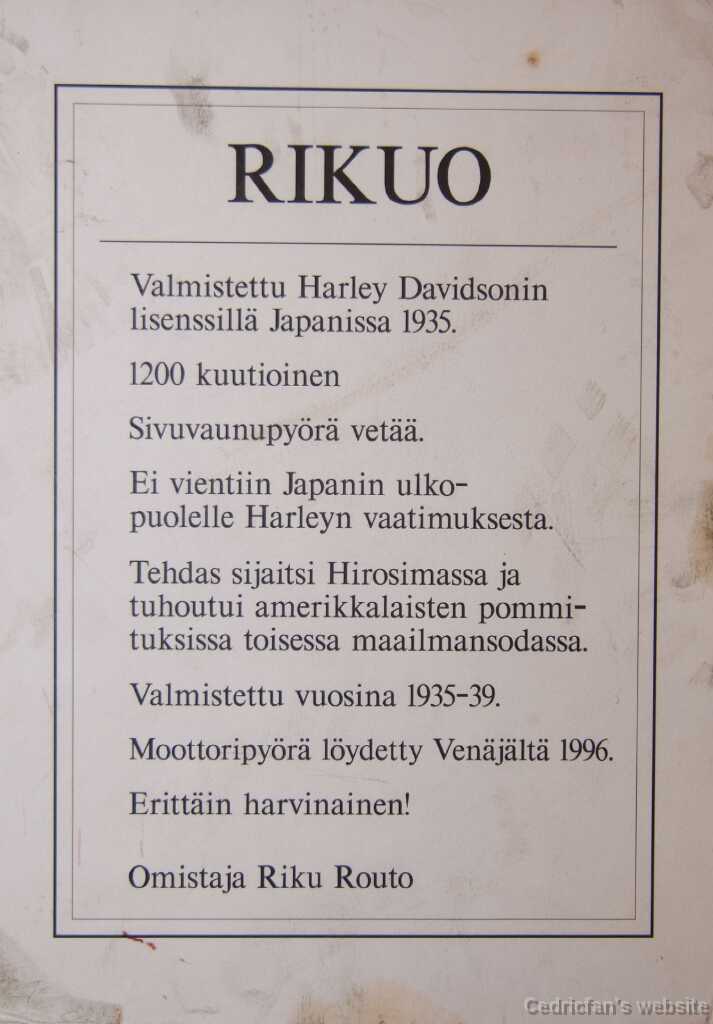 RIKUO
Valmistettu Harley Davidsonin
lisenssillä Japanissa 1935.
1200 kuutioinen
Sivuvaunupyörä vetää.
Ei vientiin Japanin ulko-
puolelle Harleyn vaatimuksesta.
Tehdas sijaitsi Hirosimassa ja
tuhoutui amerikkalaisten pommi-
tuksissa toisessa maailmansodassa.
Valmistettu vuosina 1935-39.
Moottoripyörä löydetty Venäjältä 1996.
Erittäin harvinainen!
Omistaja Riku Routo
Cedricfan's website